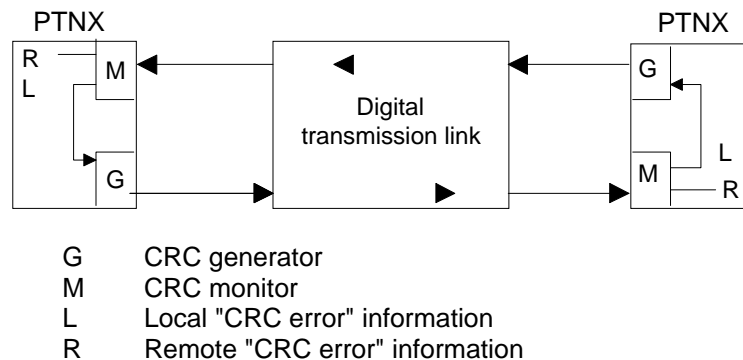 PTNX
PTNX
R
M
L
G
Digital
transmission link
G
M
L
R
G CRC generator
M CRC monitor
L Local "CRC error" information
R Remote "CRC error" information